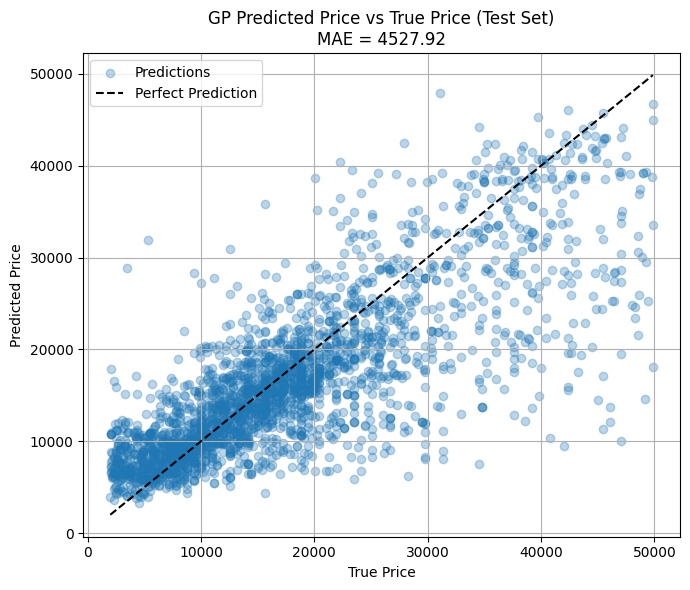 GP Predicted Price vs True Price (Test Set)
MAE = 4527.92
Predictions
Perfect Prediction
50000
40000
30000
20000
10000
0
Predicted Price
0 10000 20000 30000 40000 50000
True Price